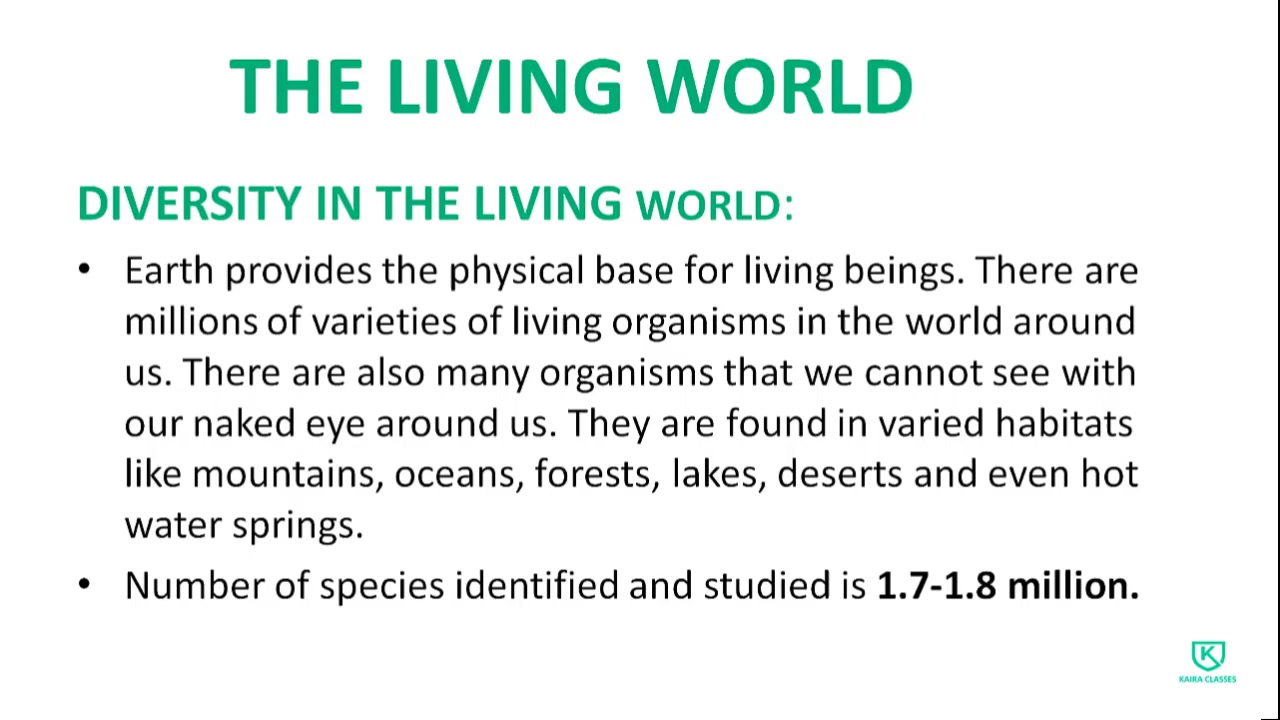 THE LIVING WORLD
DIVERSITY IN THE LIVING WORLD:
• Earth provides the physical base for living beings. There are
millions of varieties of living organisms in the world around
us. There are also many organisms that we cannot see with
our naked eye around us. They are found in varied habitats
like mountains, oceans, forests, lakes, deserts and even hot
water springs.
• Number of species identified and studied is 1.7-1.8 million.
K
KAIRA CLASSES